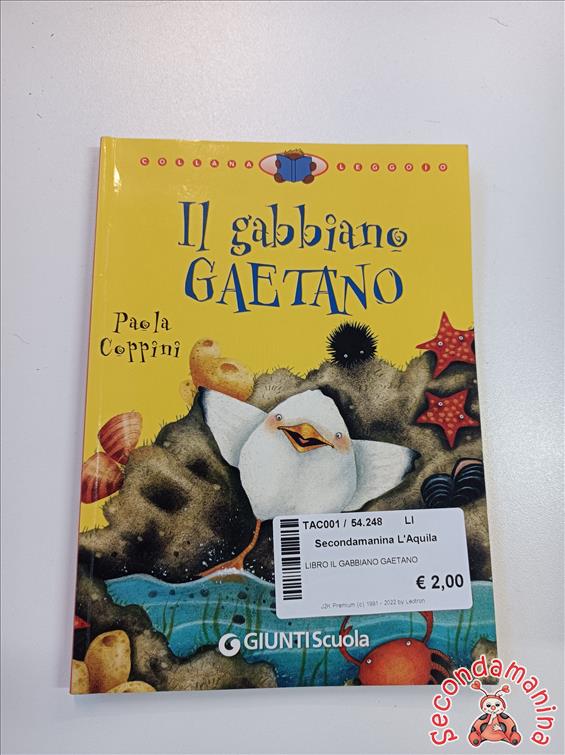 COLLANA LEGGOIO
Il gabbiano
GAETANO
Paola
Coppini
TAC001 / 54.248 LI
Secondamanina L'Aquila
LIBRO IL GABBIANO GAETANO
€ 2,00
J2K Premium (c) 1991 - 2022 by Leotron
GIUNTIScuola
Secondamanina